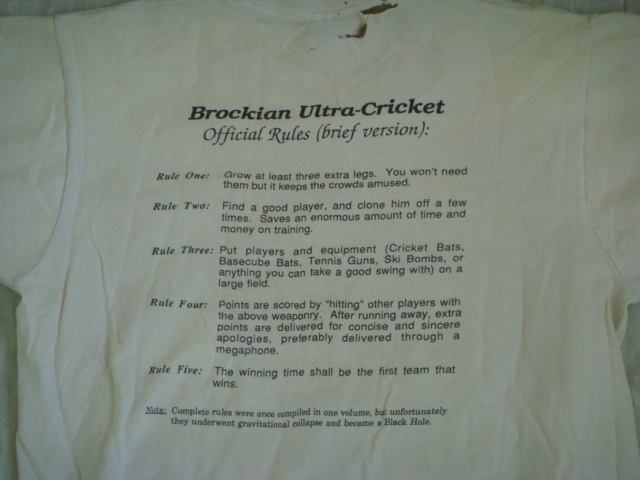 Brockian Ultra-Cricket
Official Rules (brief version):
Rule One: Grow at least three extra legs. You won't need
them but it keeps the crowds amused.
Rule Two: Find a good player, and clone him off a few
times. Saves an enormous amount of time and
money on training.
Rule Three: Put players and equipment (Cricket Bats,
Basecube Bats, Tennis Guns, Ski Bombs, or
anything you can take a good swing with) on a
large field.
Rule Four: Points are scored by "hitting" other players with
the above weaponry. After running away, extra
points are delivered for concise and sincere
apologies, preferably delivered through a
megaphone.
Rule Five: The winning time shall be the first team that
wins.
Note: Complete rules were once compiled in one volume, but unfortunately
they underwent gravitational collapse and became a Black Hole.